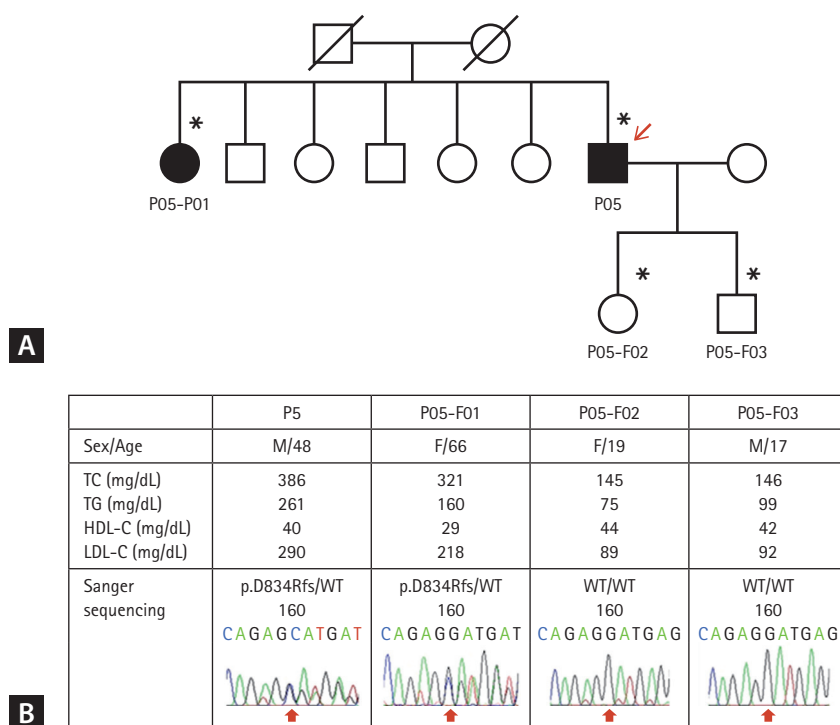 *
*
P05-P01
P05
*
*
A
P05-F02 P05-F03
P5 P05-F01 P05-F02 P05-F03
Sex/Age M/48 F/66 F/19 M/17
TC (mg/dL) 386 321 145 146
TG (mg/dL) 261 160 75 99
HDL-C (mg/dL) 40 29 44 42
LDL-C (mg/dL) 290 218 89 92
Sanger p.D834Rfs/WT p.D834Rfs/WT WT/WT WT/WT
sequencing 160 160 160 160
CAGAGCATGAT CAGAGGATGAT CAGAGGATGAG CAGAGGATGAG
B